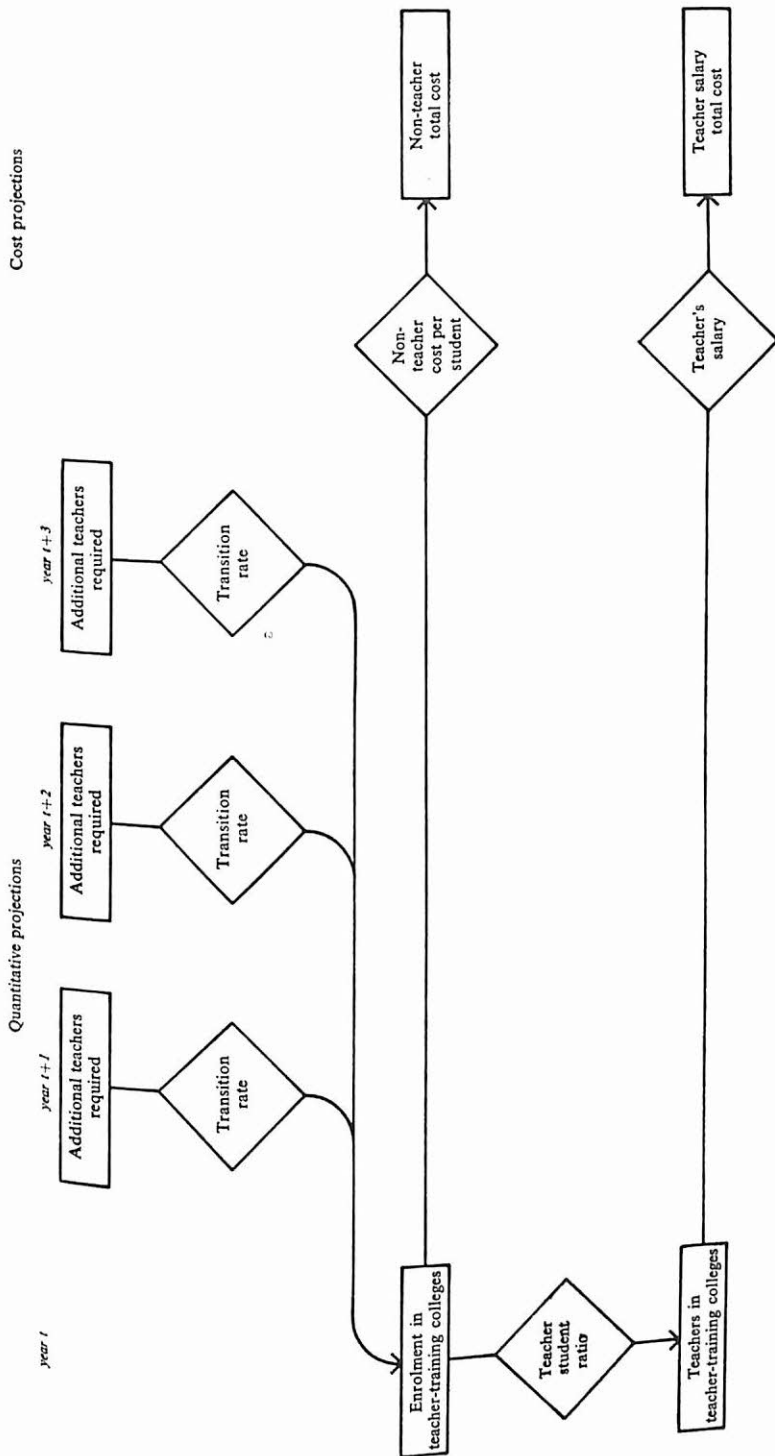 Quantitative projections
Cost projections
year t
year t+1
year t+2
year t+3
Additional teachers
required
Additional teachers
required
Additional teachers
required
Transition
rate
Transition
rate
Transition
rate
Enrolment in
teacher-training colleges
Non-
teacher
cost per
student
Non-teacher
total cost
Teacher
student
ratio
Teachers in
teacher-training colleges
Teacher's
salary
Teacher salary
total cost